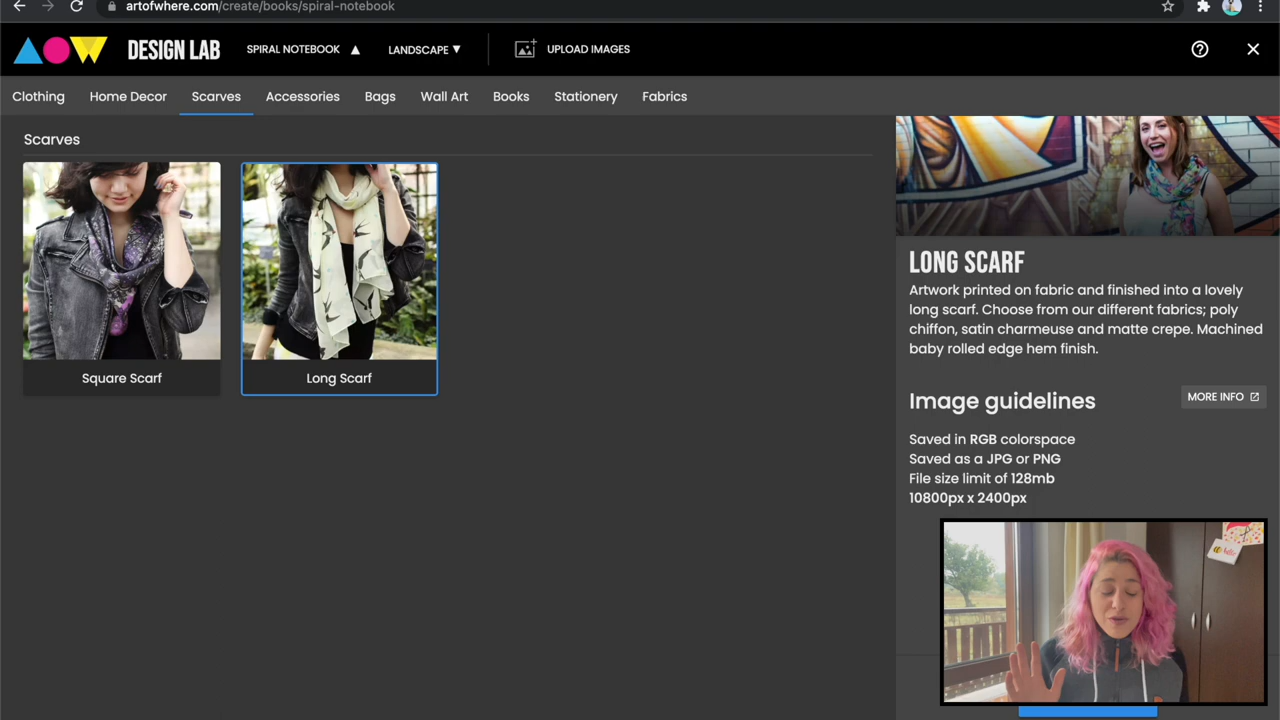 artofwhere.com/create/books/spiral-notebook
AOW DESIGN LAB SPIRAL NOTEBOOK ▲ LANDSCAPE ▼ UPLOAD IMAGES
Clothing Home Decor Scarves Accessories Bags Wall Art Books Stationery Fabrics
Scarves
Square Scarf
Long Scarf
LONG SCARF
Artwork printed on fabric and finished into a lovely
long scarf. Choose from our different fabrics; poly
chiffon, satin charmeuse and matte crepe. Machined
baby rolled edge hem finish.
Image guidelines
MORE INFO
Saved in RGB colorspace
Saved as a JPG or PNG
File size limit of 128mb
10800px x 2400px